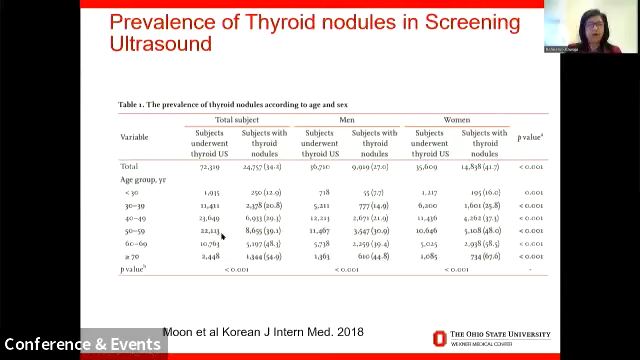 Prevalence of Thyroid nodules in Screening
Ultrasound
Table 1. The prevalence of thyroid nodules according to age and sex
Variable Total subject Men Women p valueᵃ
Subjects underwent thyroid US Subjects with thyroid nodules Subjects underwent thyroid US Subjects with thyroid nodules Subjects underwent thyroid US Subjects with thyroid nodules
Total 72,319 24,757 (34.2) 36,710 9,919 (27.0) 35,609 14,838 (41.7) < 0.001
Age group, yr
< 30 1,935 250 (12.9) 718 55 (7.7) 1,217 195 (16.0) 0.001
30–39 11,411 2,378 (20.8) 5,211 777 (14.9) 6,200 1,601 (25.8) < 0.001
40–49 23,649 6,933 (29.3) 12,213 2,671 (21.9) 11,436 4,262 (37.3) < 0.001
50–59 22,113 8,655 (39.1) 11,467 3,547 (30.9) 10,646 5,108 (48.0) < 0.001
60–69 10,763 5,197 (48.3) 5,738 2,259 (39.4) 5,025 2,938 (58.5) < 0.001
≥ 70 2,448 1,344 (54.9) 1,363 610 (44.8) 1,085 734 (67.6) < 0.001
p valueᵇ < 0.001 < 0.001 < 0.001 -
Moon et al Korean J Intern Med. 2018
THE OHIO STATE UNIVERSITY
WEXNER MEDICAL CENTER
Conference & Events